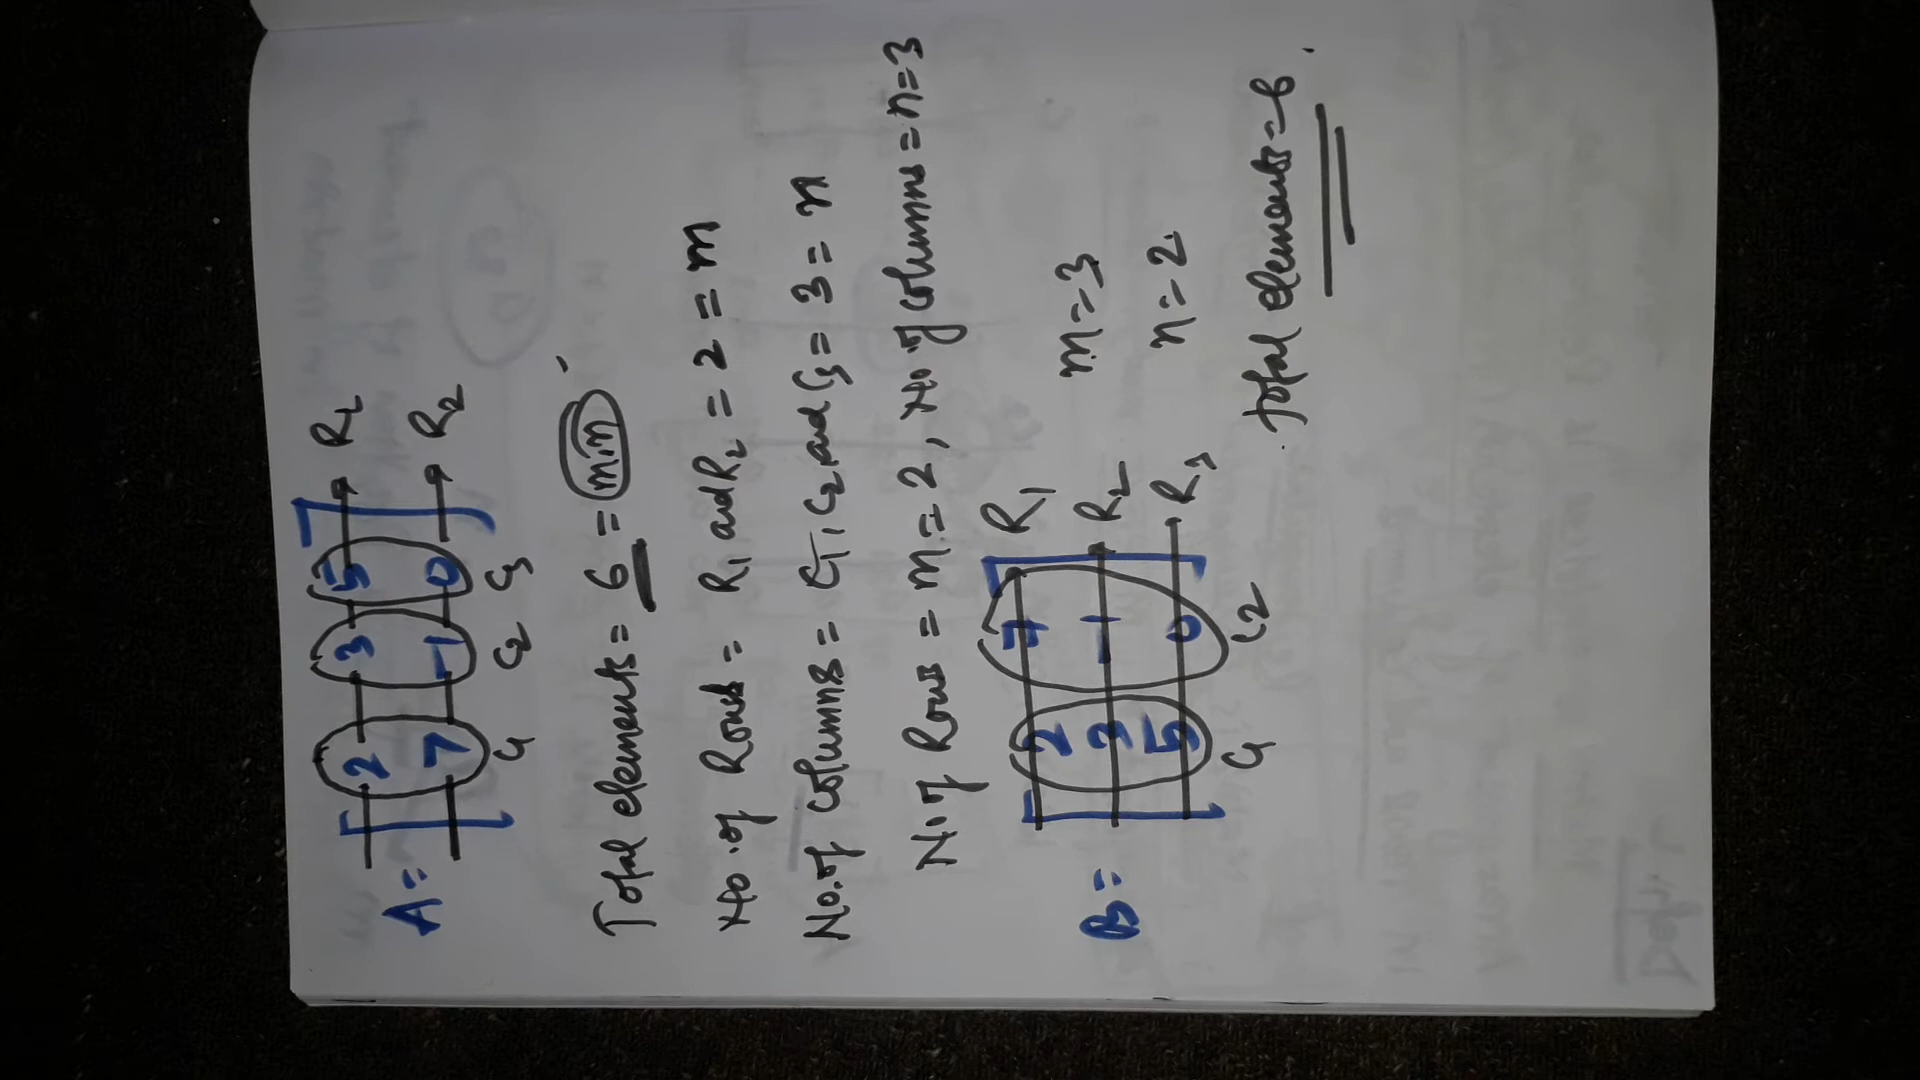 A = [ 2 3 5 ] → R1
[ 7 -1 0 ] → R2
C1 C2 C3
Total elements = 6 = m.n
No. of Rows = R1 and R2 = 2 = m
No. of columns = C1, C2 and C3 = 3 = n
No. of Rows = m = 2, No. of columns = n = 3
B = [ 2 7 ] R1 m = 3
[ 3 -1 ] → R2 n = 2
[ 5 0 ] → R3
C1 C2
Total elements = 6.